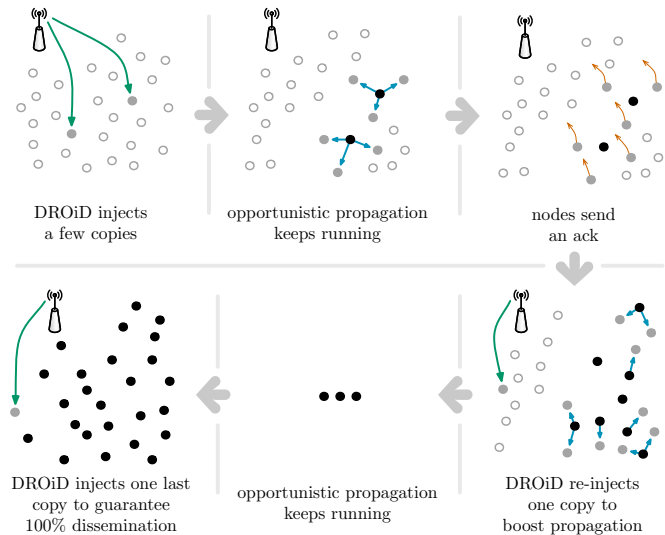 DROiD injects
a few copies
opportunistic propagation
keeps running
nodes send
an ack
DROiD injects one last
copy to guarantee
100% dissemination
opportunistic propagation
keeps running
DROiD re-injects
one copy to
boost propagation